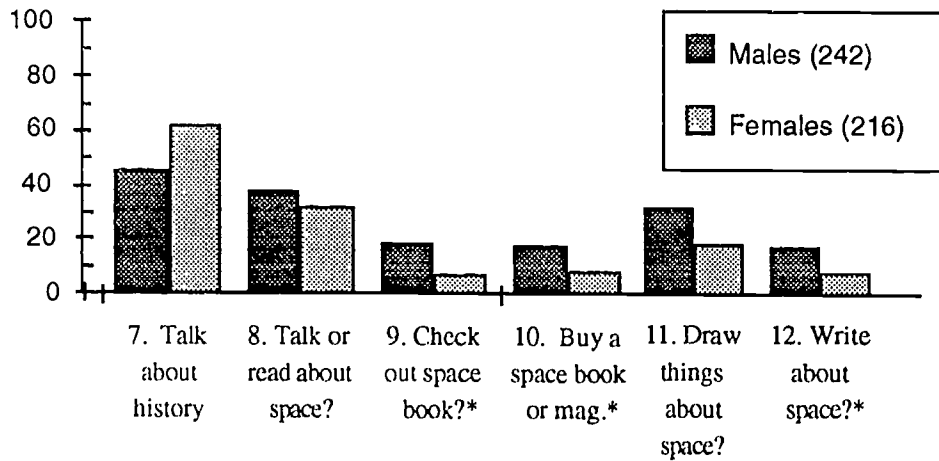 100
80
60
40
20
0
Males (242)
Females (216)
7. Talk
about
history
8. Talk or
read about
space?
9. Check
out space
book?*
10. Buy a
space book
or mag.*
11. Draw
things
about
space?
12. Write
about
space?*